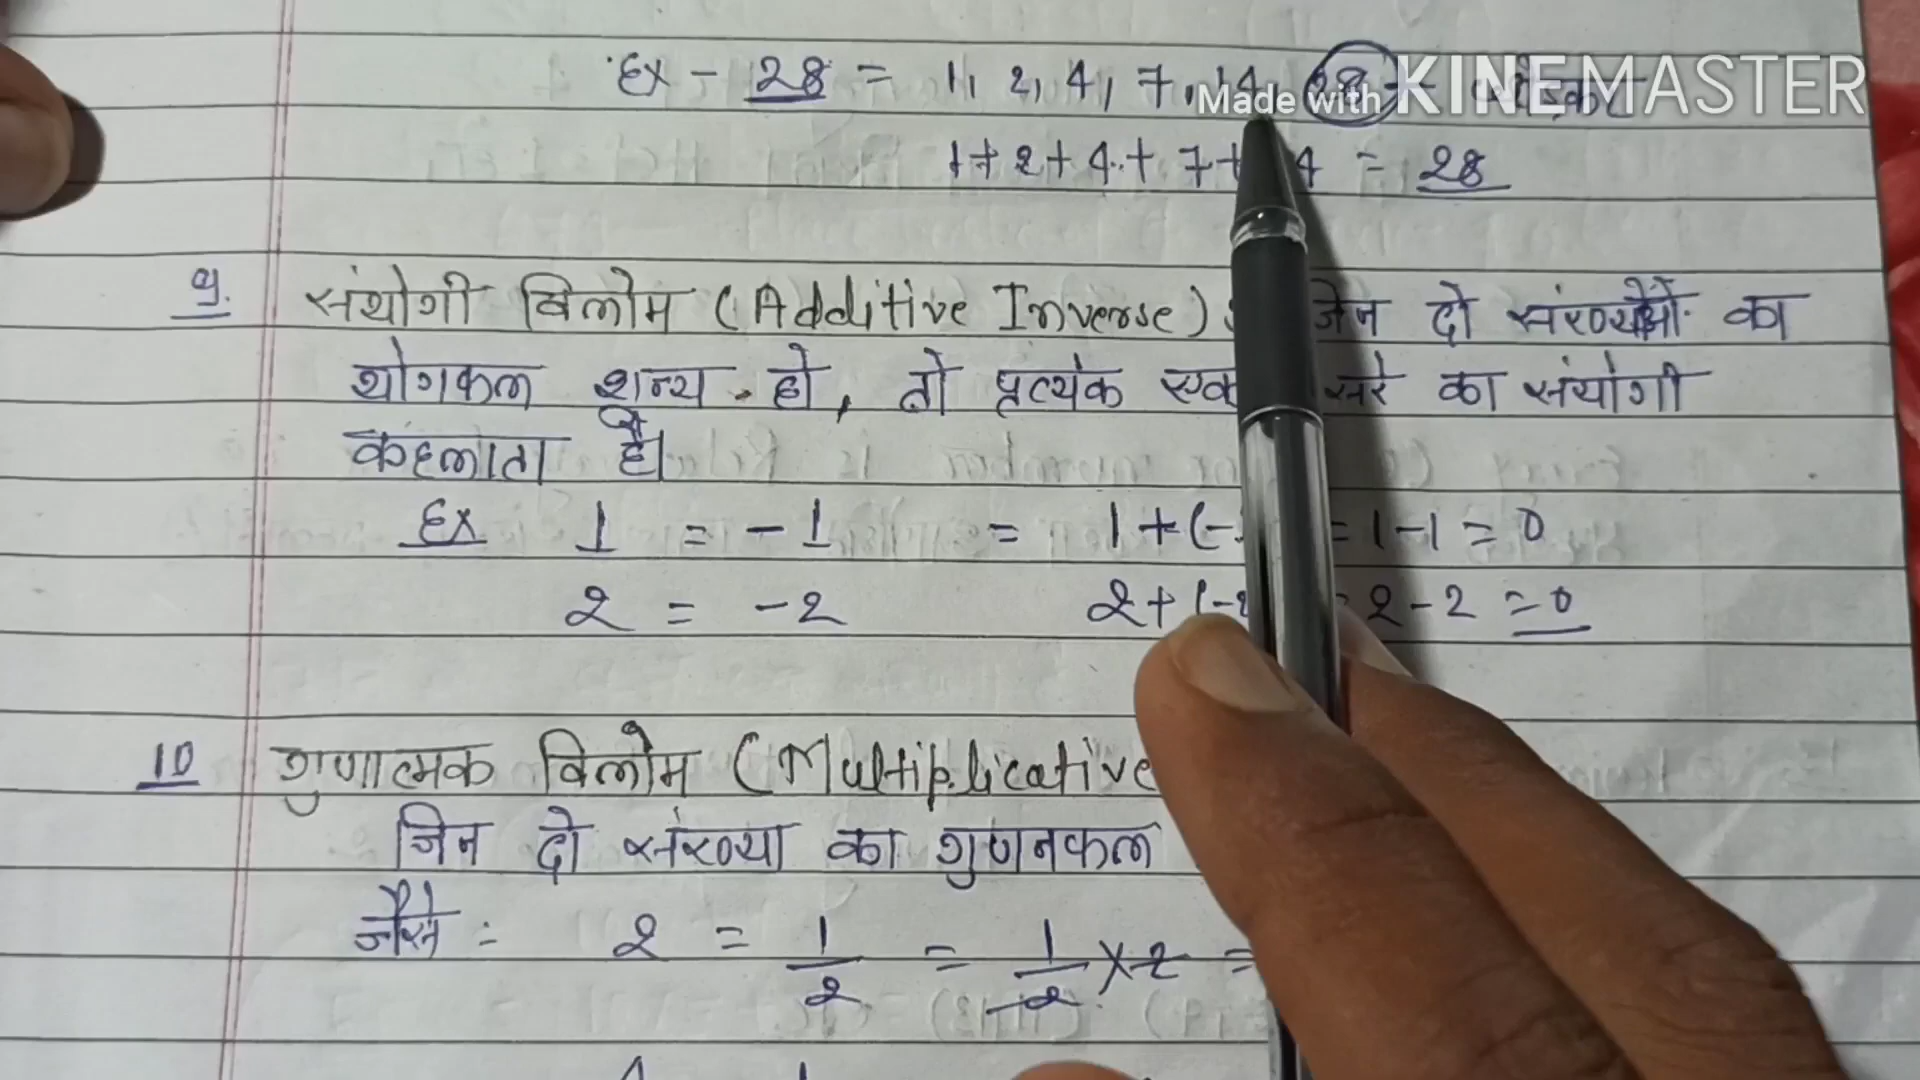 Ex - 28 = 1, 2, 4, 7, 14, 28 -
Made with KINEMASTER
1 + 2 + 4 + 7 + 4 = 28
9. संयोगी विलोम (Additive Inverse) : जिन दो संख्याओं का
योगफल शून्य हो, तो प्रत्येक एक सरे का संयोगी
कहलाता है।
Ex 1 = - 1 = 1 + (- = 1 - 1 = 0
2 = - 2 2 + (-2 = 2 - 2 = 0
10 गुणात्मक विलोम (Multiplicative
जिन दो संख्या का गुणनफल
जैसे : 2 = 1/2 = 1/2 × 2 =